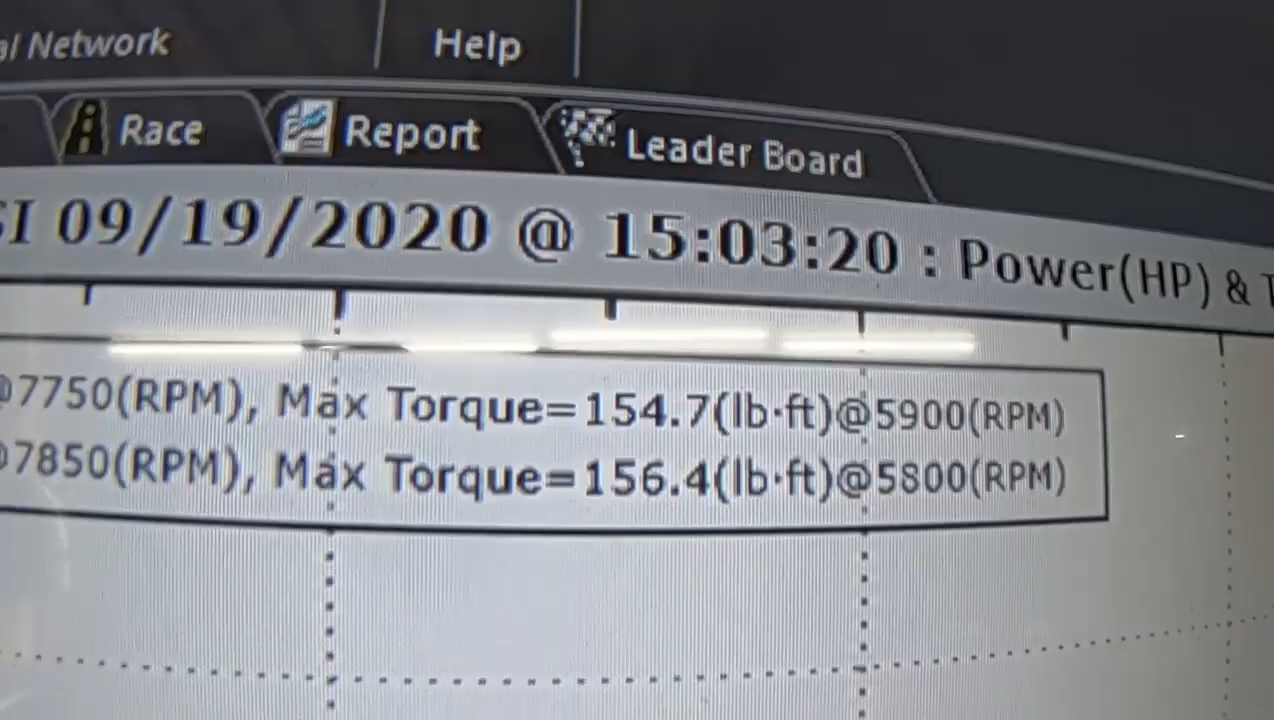 al Network Help
Race Report Leader Board
SI 09/19/2020 @ 15:03:20 : Power(HP) & T
@7750(RPM), Max Torque=154.7(lb·ft)@5900(RPM)
@7850(RPM), Max Torque=156.4(lb·ft)@5800(RPM)